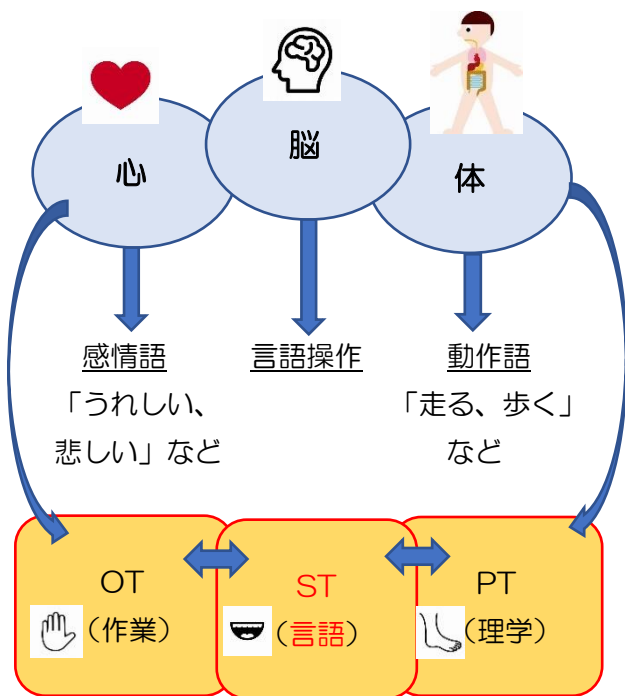 心
脳
体
感情語
「うれしい、
悲しい」など
言語操作
動作語
「走る、歩く」
など
OT
(作業)
ST
(言語)
PT
(理学)